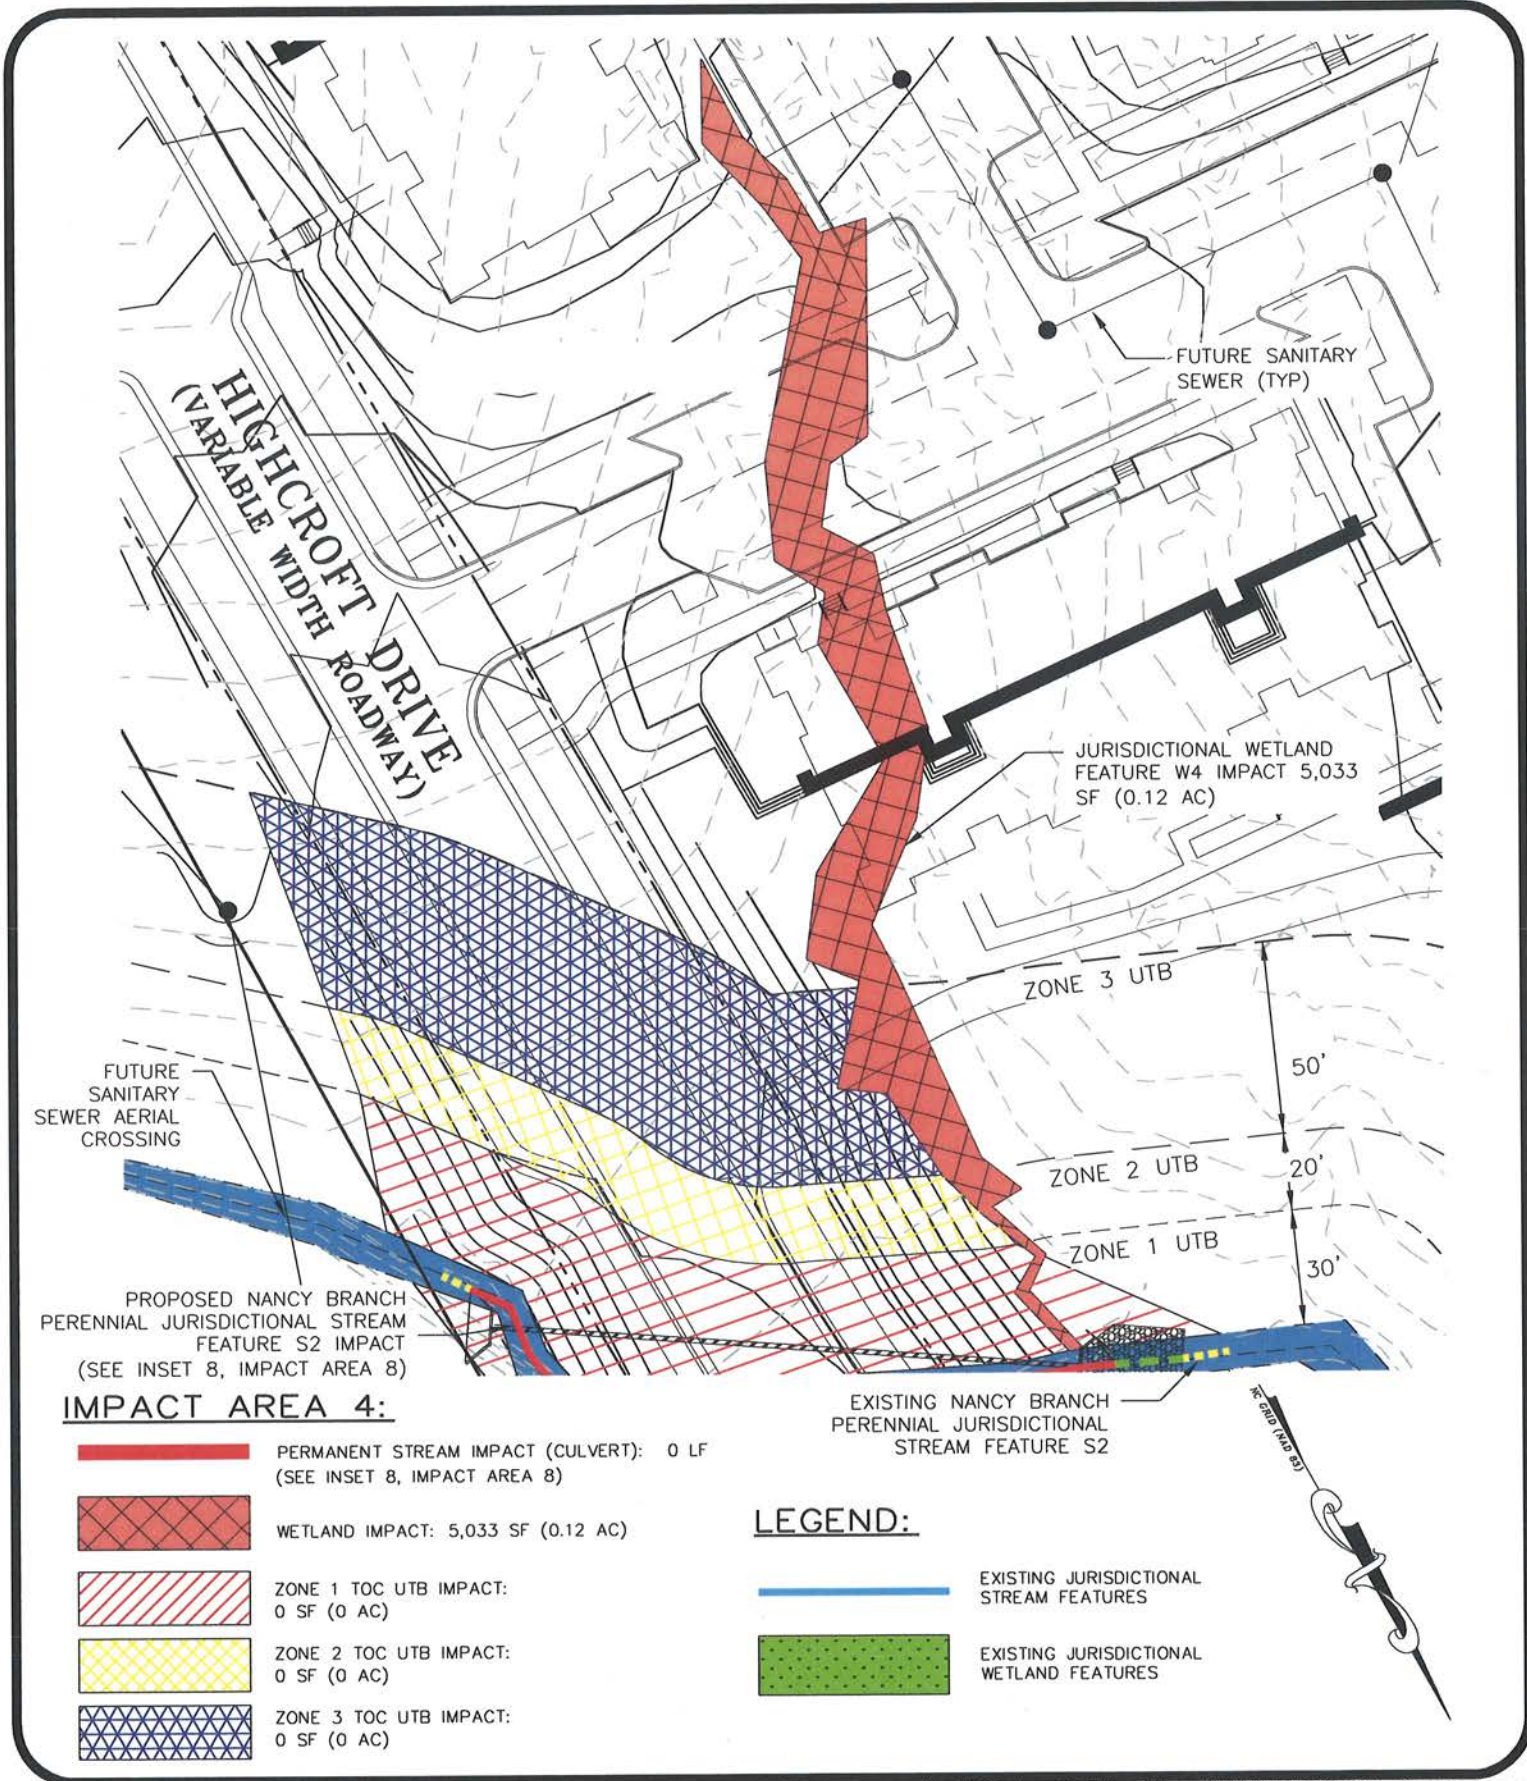 FUTURE SANITARY
SEWER (TYP)
HIGHCROFT DRIVE
(VARIABLE WIDTH ROADWAY)
JURISDICTIONAL WETLAND
FEATURE W4 IMPACT 5,033
SF (0.12 AC)
ZONE 3 UTB
50'
FUTURE
SANITARY
SEWER AERIAL
CROSSING
ZONE 2 UTB
20'
ZONE 1 UTB
30'
PROPOSED NANCY BRANCH
PERENNIAL JURISDICTIONAL STREAM
FEATURE S2 IMPACT
(SEE INSET 8, IMPACT AREA 8)
EXISTING NANCY BRANCH
PERENNIAL JURISDICTIONAL
STREAM FEATURE S2
NC GRID (NAD 83)
IMPACT AREA 4:
PERMANENT STREAM IMPACT (CULVERT): 0 LF
(SEE INSET 8, IMPACT AREA 8)
WETLAND IMPACT: 5,033 SF (0.12 AC)
ZONE 1 TOC UTB IMPACT:
0 SF (0 AC)
ZONE 2 TOC UTB IMPACT:
0 SF (0 AC)
ZONE 3 TOC UTB IMPACT:
0 SF (0 AC)
LEGEND:
EXISTING JURISDICTIONAL
STREAM FEATURES
EXISTING JURISDICTIONAL
WETLAND FEATURES